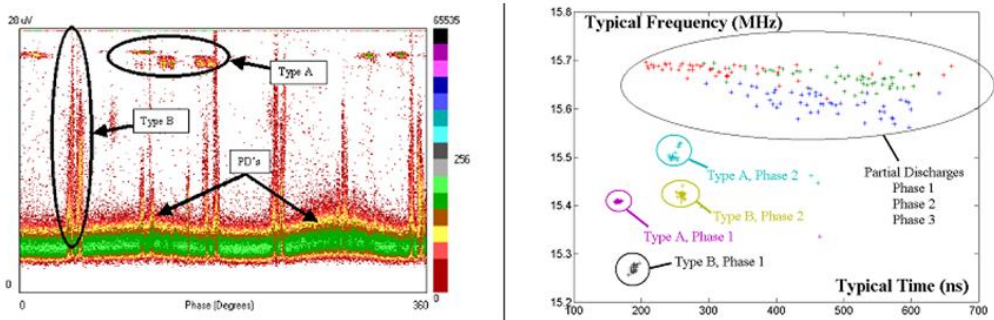 28 uV
65535
Type A
Type B
PD's
256
0
0
0
Phase (Degrees)
360
15.8
Typical Frequency (MHz)
15.7
15.6
15.5
15.4
15.3
15.2
Type A, Phase 2
Type B, Phase 2
Type A, Phase 1
Type B, Phase 1
Partial Discharges
Phase 1
Phase 2
Phase 3
Typical Time (ns)
100
200
300
400
500
600
700